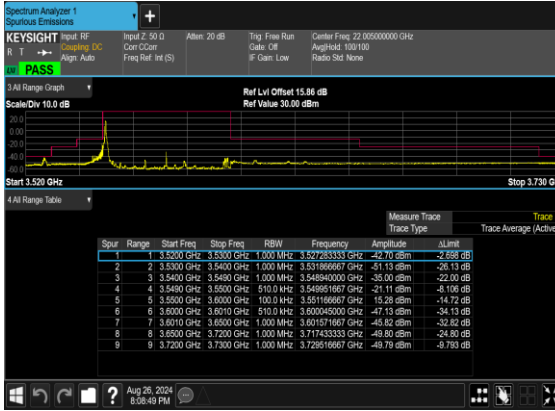 Spectrum Analyzer 1
Spurious Emissions
+
KEYSIGHT Input: RF Input Z: 50 Ω Atten: 20 dB Trig: Free Run Center Freq: 22.005000000 GHz
R T Coupling: DC Corr CCorr Gate: Off Avg|Hold: 100/100
Align: Auto Freq Ref: Int (S) IF Gain: Low Radio Std: None
PASS
3 All Range Graph
Ref Lvl Offset 15.86 dB
Scale/Div 10.0 dB Ref Value 30.00 dBm
20.0
0.00
-20.0
-40.0
-60.0
Start 3.520 GHz Stop 3.730 G
4 All Range Table
Measure Trace Trace
Trace Type Trace Average (Active
Spur Range Start Freq Stop Freq RBW Frequency Amplitude ΔLimit
1 1 3.5200 GHz 3.5300 GHz 1.000 MHz 3.527283333 GHz -42.70 dBm -2.698 dB
2 2 3.5300 GHz 3.5400 GHz 1.000 MHz 3.531866667 GHz -51.13 dBm -26.13 dB
3 3 3.5400 GHz 3.5490 GHz 1.000 MHz 3.548940000 GHz -35.00 dBm -22.00 dB
4 4 3.5490 GHz 3.5500 GHz 510.0 kHz 3.549951667 GHz -21.11 dBm -8.106 dB
5 5 3.5500 GHz 3.6000 GHz 100.0 kHz 3.551166667 GHz 15.28 dBm -14.72 dB
6 6 3.6000 GHz 3.6010 GHz 510.0 kHz 3.600045000 GHz -47.13 dBm -34.13 dB
7 7 3.6010 GHz 3.6500 GHz 1.000 MHz 3.601571667 GHz -45.82 dBm -32.82 dB
8 8 3.6500 GHz 3.7200 GHz 1.000 MHz 3.717433333 GHz -49.80 dBm -24.80 dB
9 9 3.7200 GHz 3.7300 GHz 1.000 MHz 3.729516667 GHz -49.79 dBm -9.793 dB
? Aug 26, 2024
8:08:49 PM